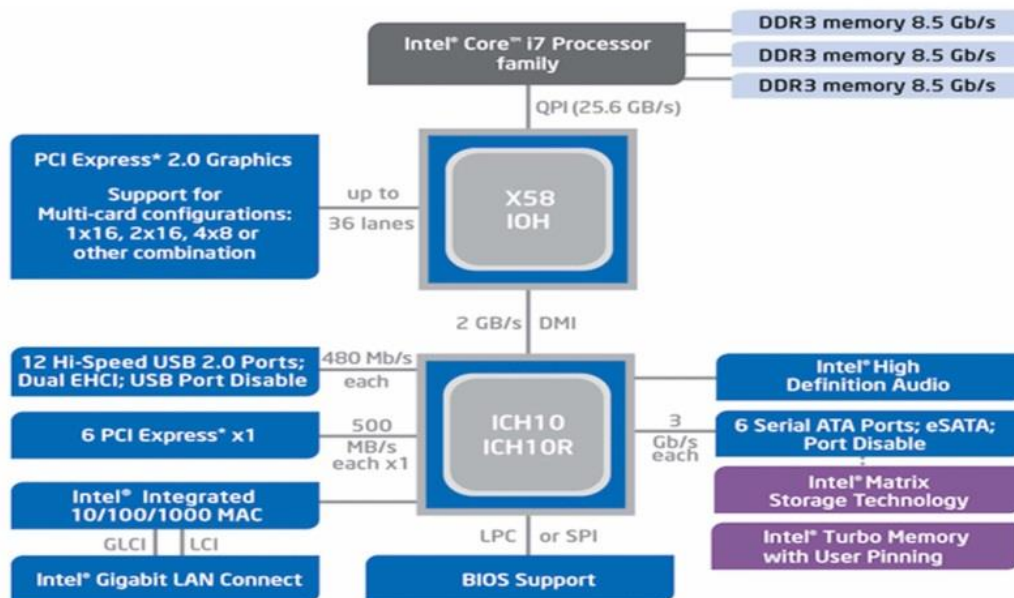 Intel® Core™ i7 Processor
family
DDR3 memory 8.5 Gb/s
DDR3 memory 8.5 Gb/s
DDR3 memory 8.5 Gb/s
QPI (25.6 GB/s)
PCI Express* 2.0 Graphics
Support for
Multi-card configurations:
1x16, 2x16, 4x8 or
other combination
up to
36 lanes
X58
IOH
2 GB/s DMI
12 Hi-Speed USB 2.0 Ports;
Dual EHCI; USB Port Disable
480 Mb/s
each
6 PCI Express* x1
500
MB/s
each x1
Intel® Integrated
10/100/1000 MAC
GLCI LCI
Intel® Gigabit LAN Connect
ICH10
ICH10R
LPC or SPI
BIOS Support
Intel® High
Definition Audio
3
Gb/s
each
6 Serial ATA Ports; eSATA;
Port Disable
Intel® Matrix
Storage Technology
Intel® Turbo Memory
with User Pinning